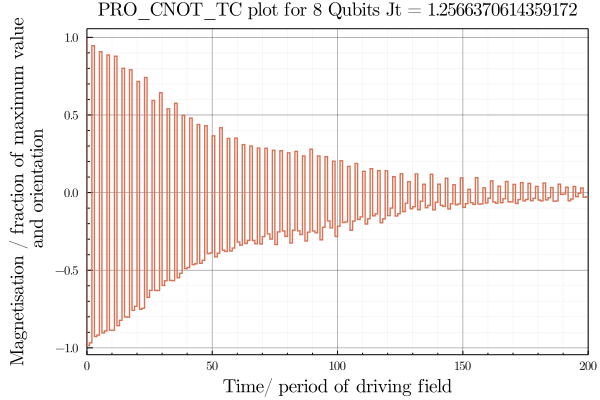 PRO_CNOT_TC plot for 8 Qubits Jt = 1.2566370614359172
Magnetisation / fraction of maximum value
and orientation
1.0
0.5
0.0
−0.5
−1.0
0
50
100
150
200
Time/ period of driving field